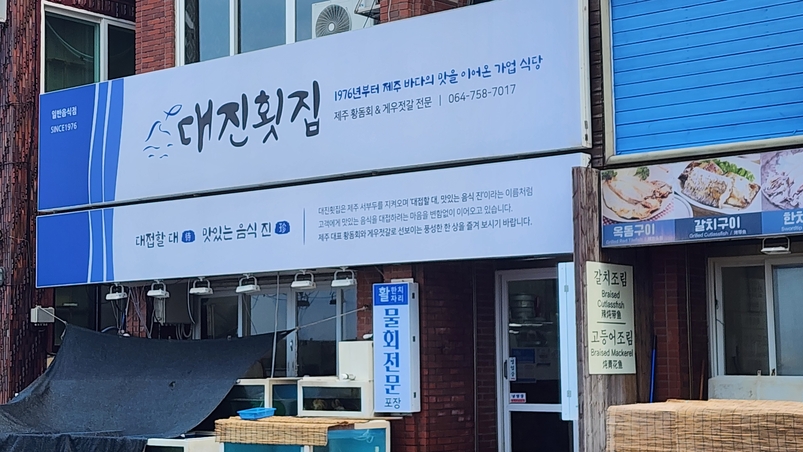 일반음식점
SINCE1976
대진횟집
1976년부터 제주 바다의 맛을 이어온 가업 식당
제주 황돔회 & 게우젓갈 전문 | 064-758-7017
대접할 대 待 맛있는 음식 진 珍
대진횟집은 제주 서부두를 지켜오며 '대접할 대, 맛있는 음식 진'이라는 이름처럼
고객에게 맛있는 음식을 대접하려는 마음을 변함없이 이어오고 있습니다.
제주 대표 황돔회와 게우젓갈로 선보이는 풍성한 한 상을 즐겨 보시기 바랍니다.
활 한치
자리
물회전문
포장
옥돔구이
갈치구이
Grilled Cutlassfish
한치
갈치조림
Braised
Cutlassfish
고등어조림
Braised Mackerel